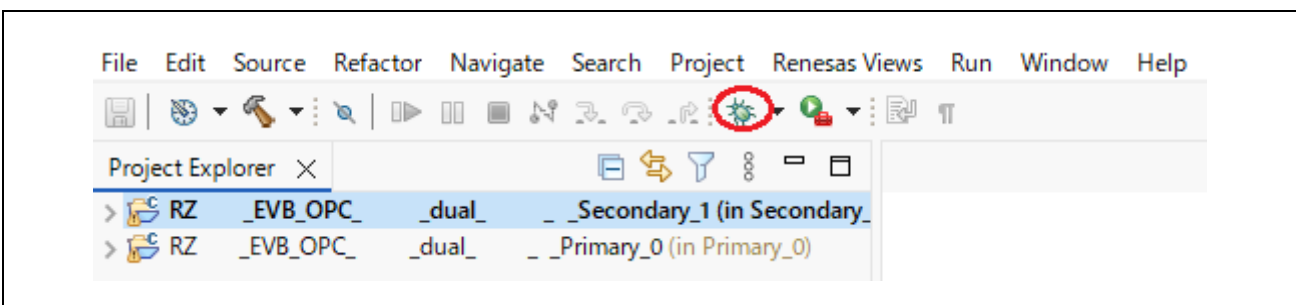 File Edit Source Refactor Navigate Search Project Renesas Views Run Window Help
Project Explorer
RZ _EVB_OPC_ _dual_ _ _Secondary_1 (in Secondary_
RZ _EVB_OPC_ _dual_ _ _Primary_0 (in Primary_0)